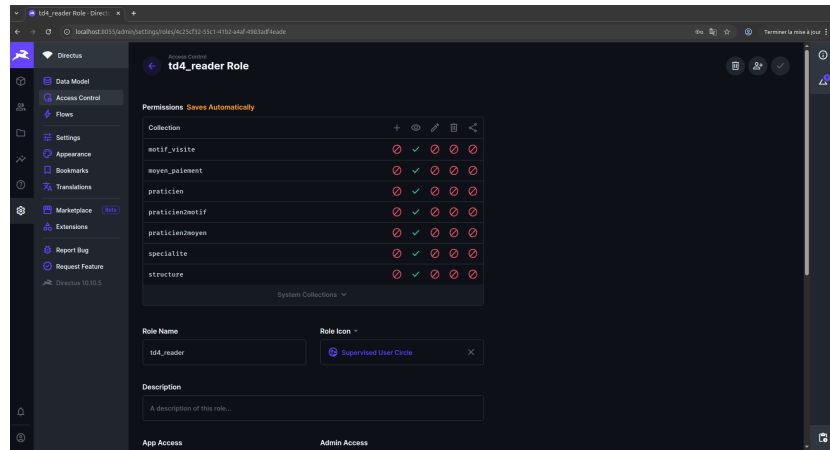 td4_reader Role · Direct
localhost:8055/admin/settings/roles/4c25cf32-55c1-41b2-a4af-4983adf4eade
Terminer la mise à jour
Directus
Data Model
Access Control
Flows
Settings
Appearance
Bookmarks
Translations
Marketplace Beta
Extensions
Report Bug
Request Feature
Directus 10.10.5
Access Control
td4_reader Role
Permissions Saves Automatically
Collection
motif_visite
moyen_paiement
praticien
praticien2motif
praticien2moyen
specialite
structure
System Collections
Role Name
Role Icon
td4_reader
Supervised User Circle
Description
A description of this role...
App Access
Admin Access